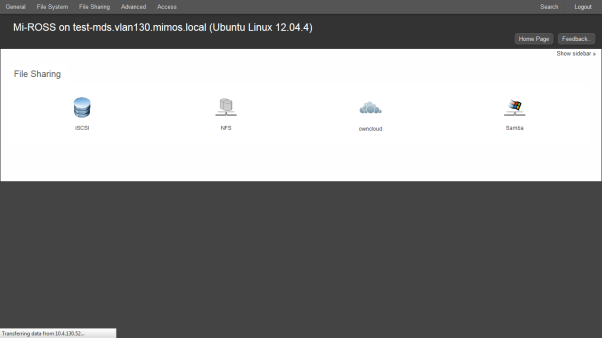 General File System File Sharing Advanced Access Search Logout
Mi-ROSS on test-mds.vlan130.mimos.local (Ubuntu Linux 12.04.4)
Home Page Feedback..
Show sidebar »
File Sharing
iSCSI NFS owncloud Samba
Transferring data from 10.4.130.52...